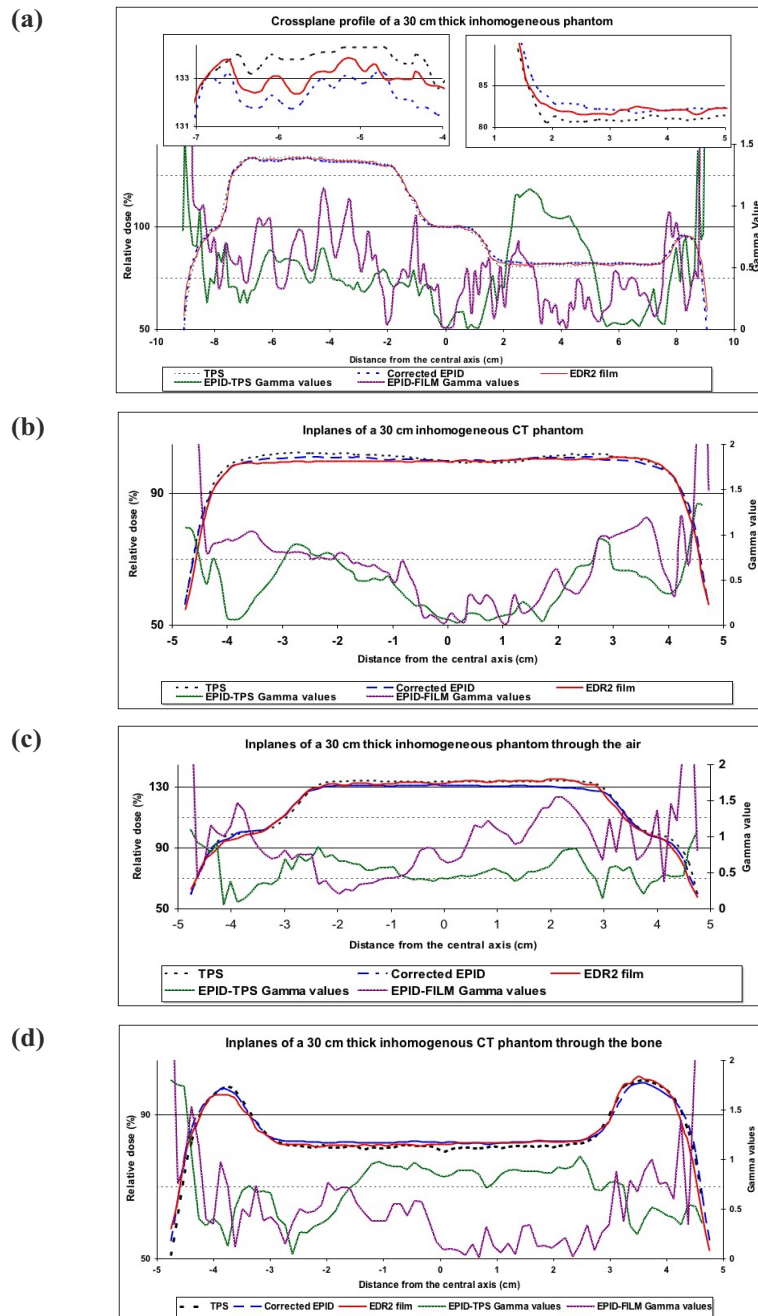 (a)
Crossplane profile of a 30 cm thick inhomogeneous phantom
133
131
-7 -6 -5 -4
85
80
1 2 3 4 5
Relative dose (%)
100
50
1.5
1
0.5
0
Gamma Value
-10 -8 -6 -4 -2 0 2 4 6 8 10
Distance from the central axis (cm)
TPS Corrected EPID EDR2 film
EPID-TPS Gamma values EPID-FILM Gamma values
(b)
Inplanes of a 30 cm inhomogeneous CT phantom
Relative dose (%)
90
50
2
1.5
1
0.5
0
Gamma value
-5 -4 -3 -2 -1 0 1 2 3 4 5
Distance from the central axis (cm)
TPS Corrected EPID EDR2 film
EPID-TPS Gamma values EPID-FILM Gamma values
(c)
Inplanes of a 30 cm thick inhomogeneous phantom through the air
Relative dose (%)
130
90
50
2
1.5
1
0.5
0
Gamma value
-5 -4 -3 -2 -1 0 1 2 3 4 5
Distance from the central axis (cm)
TPS Corrected EPID EDR2 film
EPID-TPS Gamma values EPID-FILM Gamma values
(d)
Inplanes of a 30 cm thick inhomogenous CT phantom through the bone
Relative dose (%)
90
50
2
1.5
1
0.5
0
Gamma values
-5 -4 -3 -2 -1 0 1 2 3 4 5
Distance from the central axis (cm)
TPS Corrected EPID EDR2 film EPID-TPS Gamma values EPID-FILM Gamma values